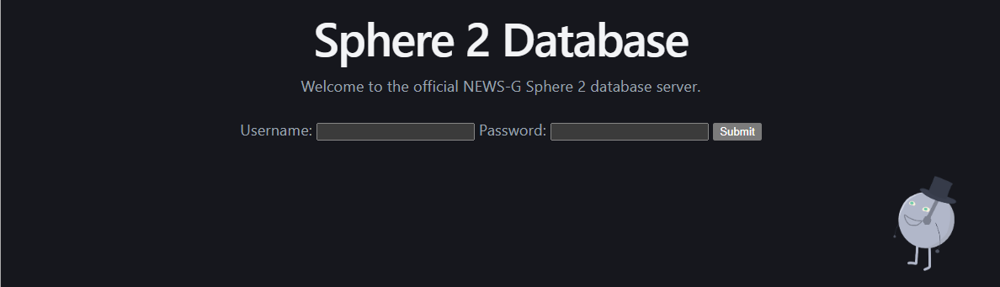 Sphere 2 Database
Welcome to the official NEWS-G Sphere 2 database server.
Username: Password: Submit